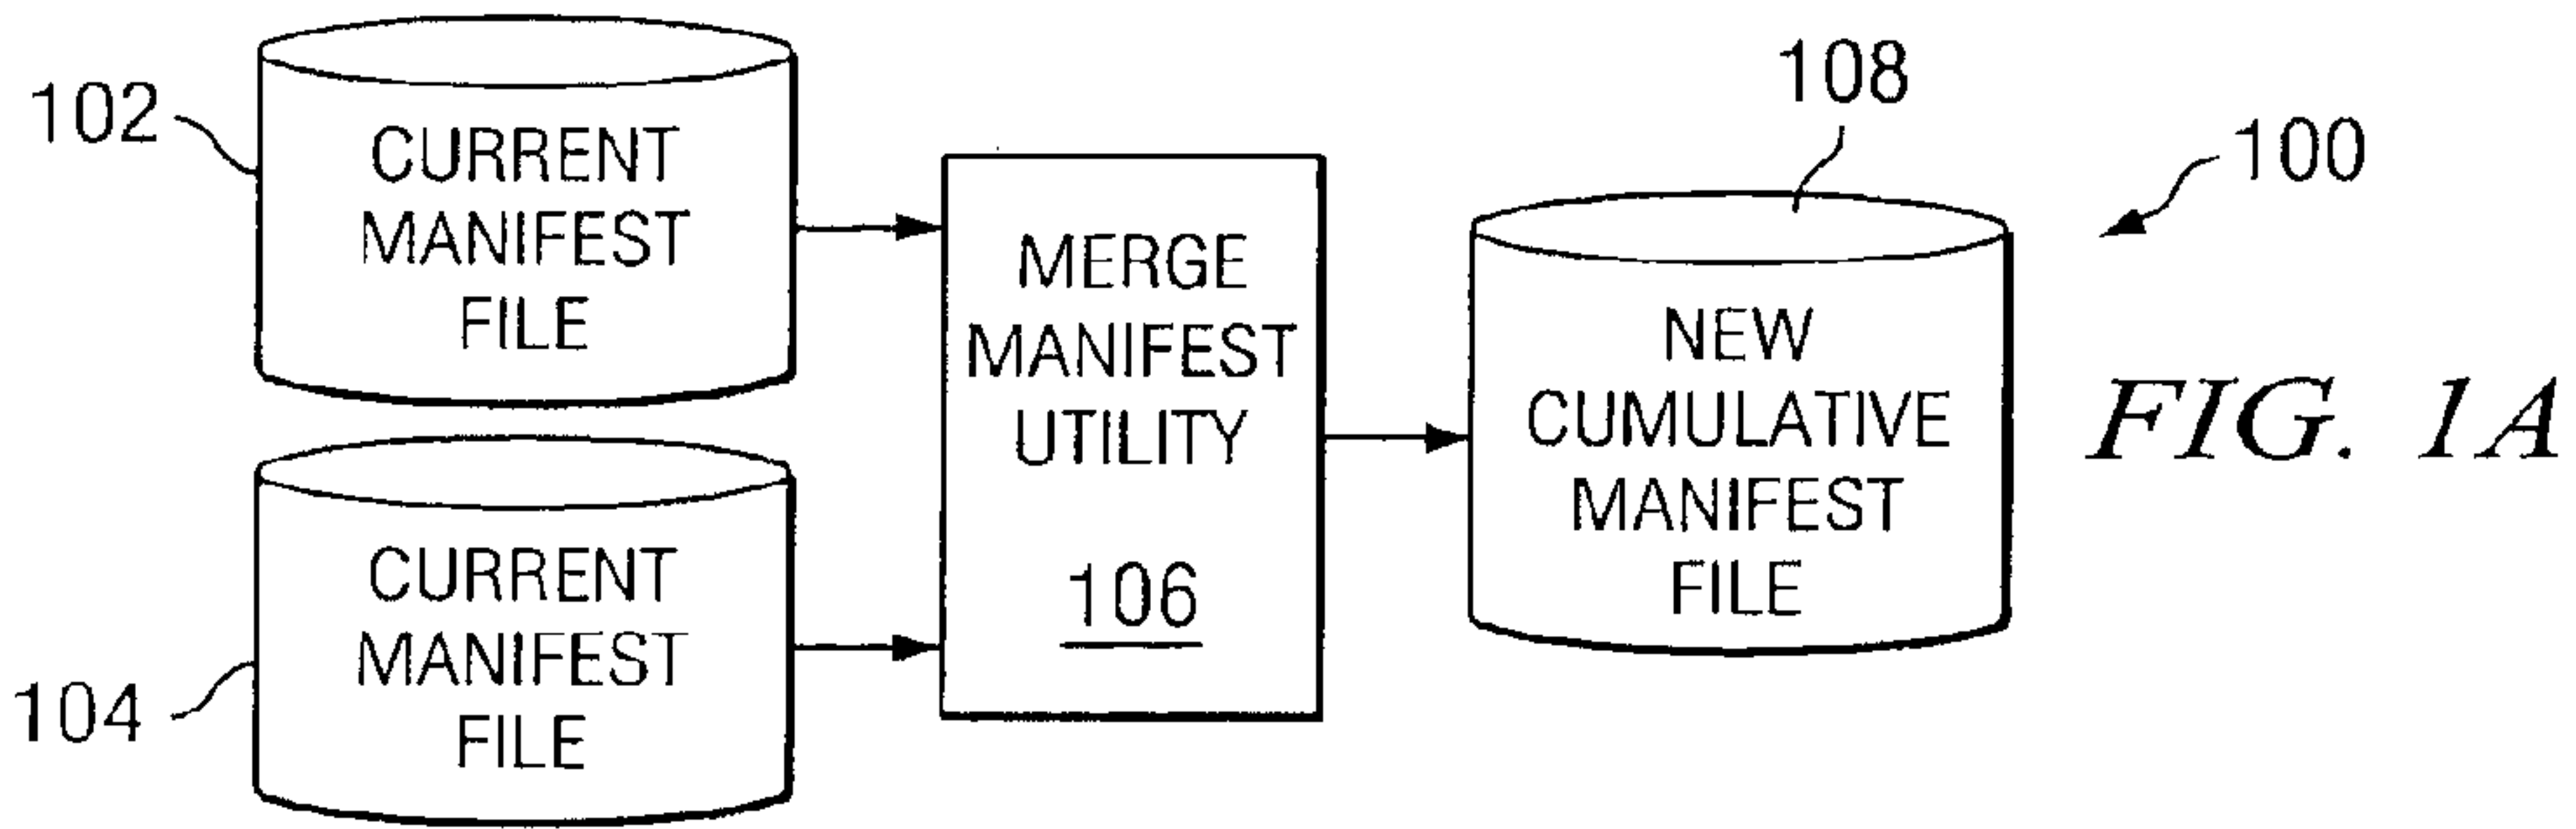 102
CURRENT
MANIFEST
FILE
104
CURRENT
MANIFEST
FILE
MERGE
MANIFEST
UTILITY
106
108
NEW
CUMULATIVE
MANIFEST
FILE
100
FIG. 1A